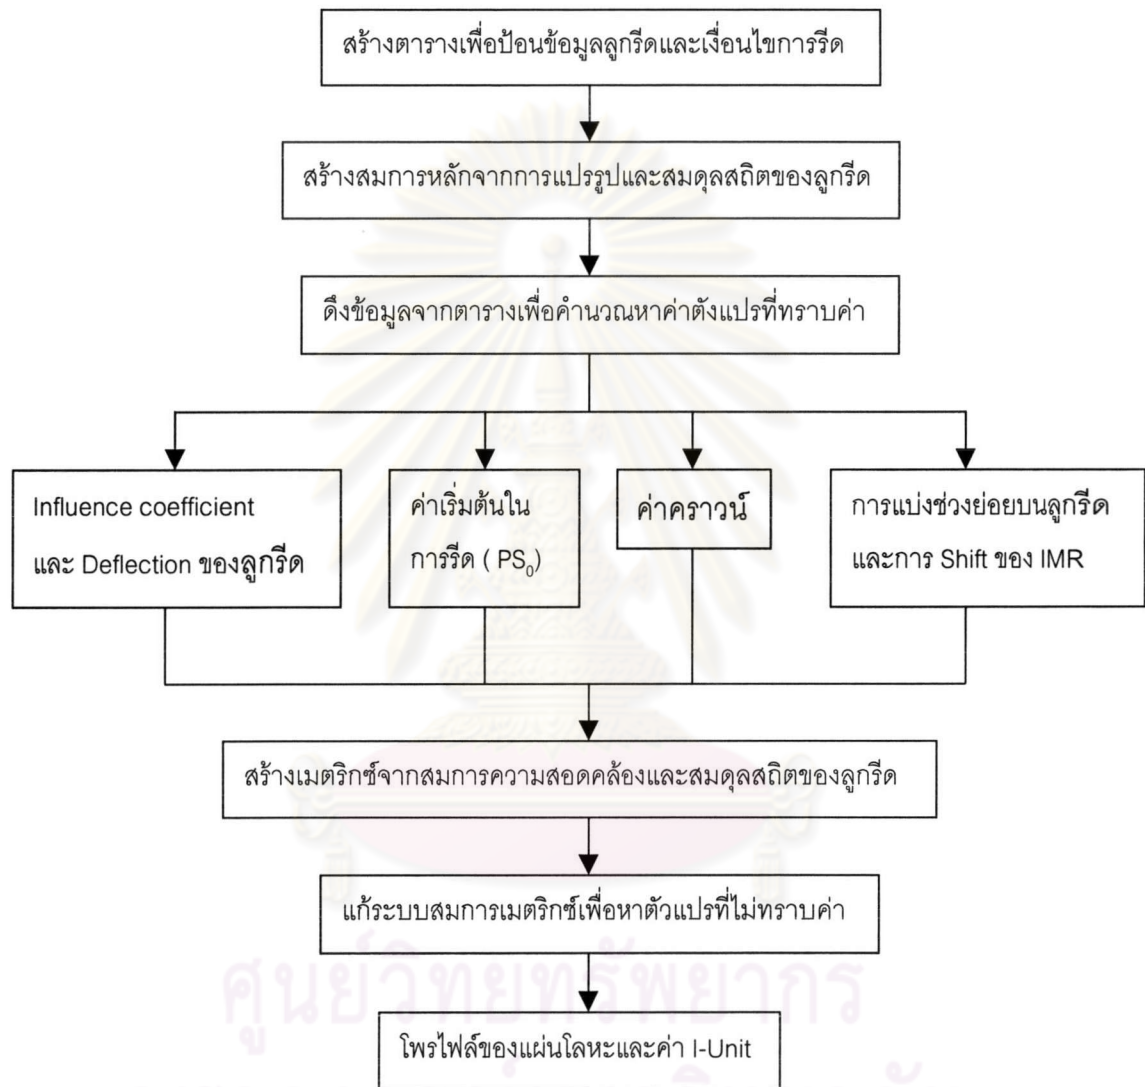 สร้างตารางเพื่อป้อนข้อมูลลูกรีดและเงื่อนไขการรีด
สร้างสมการหลักจากการแปรรูปและสมดุลสถิตของลูกรีด
ดึงข้อมูลจากตารางเพื่อคำนวณหาค่าตังแปรที่ทราบค่า
Influence coefficient
และ Deflection ของลูกรีด
ค่าเริ่มต้นใน
การรีด ( PS₀)
ค่าคราวน์
การแบ่งช่วงย่อยบนลูกรีด
และการ Shift ของ IMR
สร้างเมตริกซ์จากสมการความสอดคล้องและสมดุลสถิตของลูกรีด
แก้ระบบสมการเมตริกซ์เพื่อหาตัวแปรที่ไม่ทราบค่า
ศูนย์วิทยทรัพยากร
โพรไฟล์ของแผ่นโลหะและค่า I-Unit